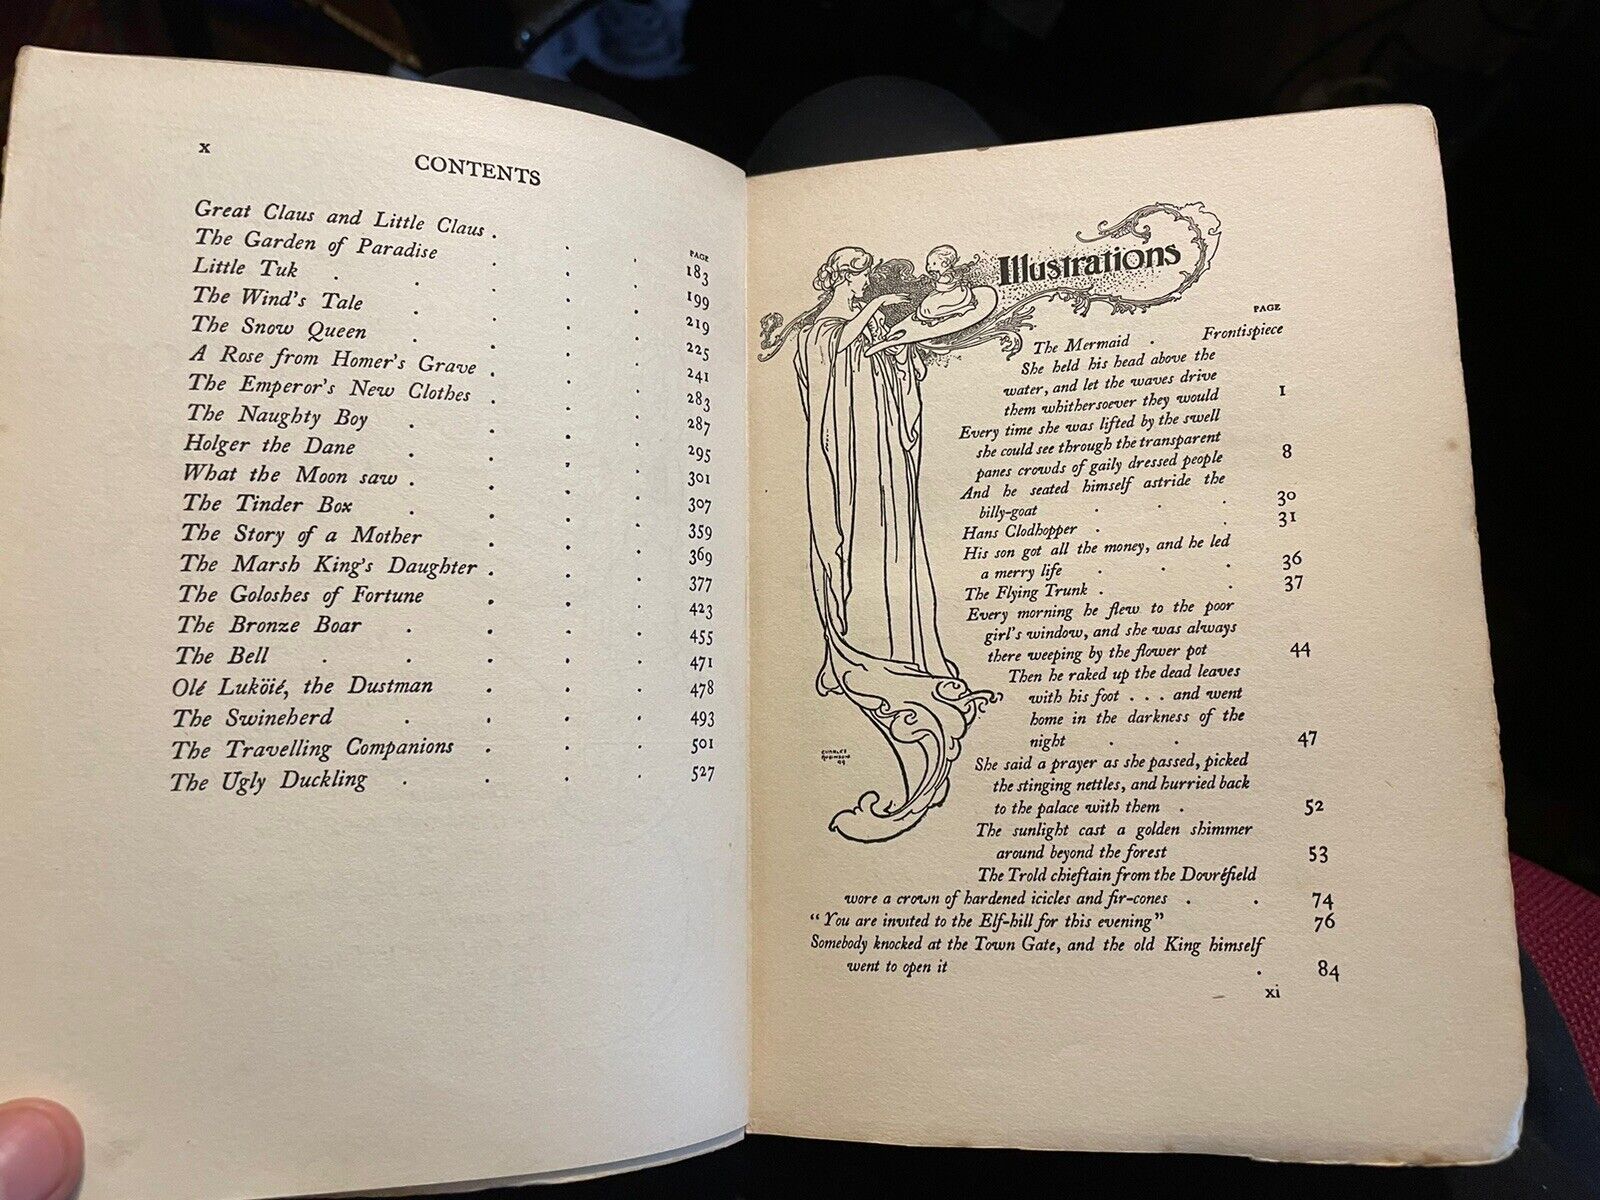 x
CONTENTS
PAGE
Great Claus and Little Claus . . . 183
The Garden of Paradise . . . 199
Little Tuk . . . . 219
The Wind's Tale . . . . 225
The Snow Queen . . . . 241
A Rose from Homer's Grave . . . 283
The Emperor's New Clothes . . . 287
The Naughty Boy . . . . 295
Holger the Dane . . . . 301
What the Moon saw . . . . 307
The Tinder Box . . . . 359
The Story of a Mother . . . 369
The Marsh King's Daughter . . . 377
The Goloshes of Fortune . . . 423
The Bronze Boar . . . . 455
The Bell . . . . . 471
Olé Luköié, the Dustman . . . 478
The Swineherd . . . . 493
The Travelling Companions . . . 501
The Ugly Duckling . . . . 527
Illustrations
PAGE
The Mermaid . Frontispiece
She held his head above the
water, and let the waves drive
them whithersoever they would 1
Every time she was lifted by the swell
she could see through the transparent
panes crowds of gaily dressed people 8
And he seated himself astride the
billy-goat . . . 30
Hans Clodhopper . . 31
His son got all the money, and he led
a merry life . . . 36
The Flying Trunk . . 37
Every morning he flew to the poor
girl's window, and she was always
there weeping by the flower pot 44
Then he raked up the dead leaves
with his foot . . . and went
home in the darkness of the
night . . 47
She said a prayer as she passed, picked
the stinging nettles, and hurried back
to the palace with them . 52
The sunlight cast a golden shimmer
around beyond the forest 53
The Trold chieftain from the Dovréfield
wore a crown of hardened icicles and fir-cones . . 74
"You are invited to the Elf-hill for this evening" 76
Somebody knocked at the Town Gate, and the old King himself
went to open it . 84
xi
CHARLES
ROBINSON
99